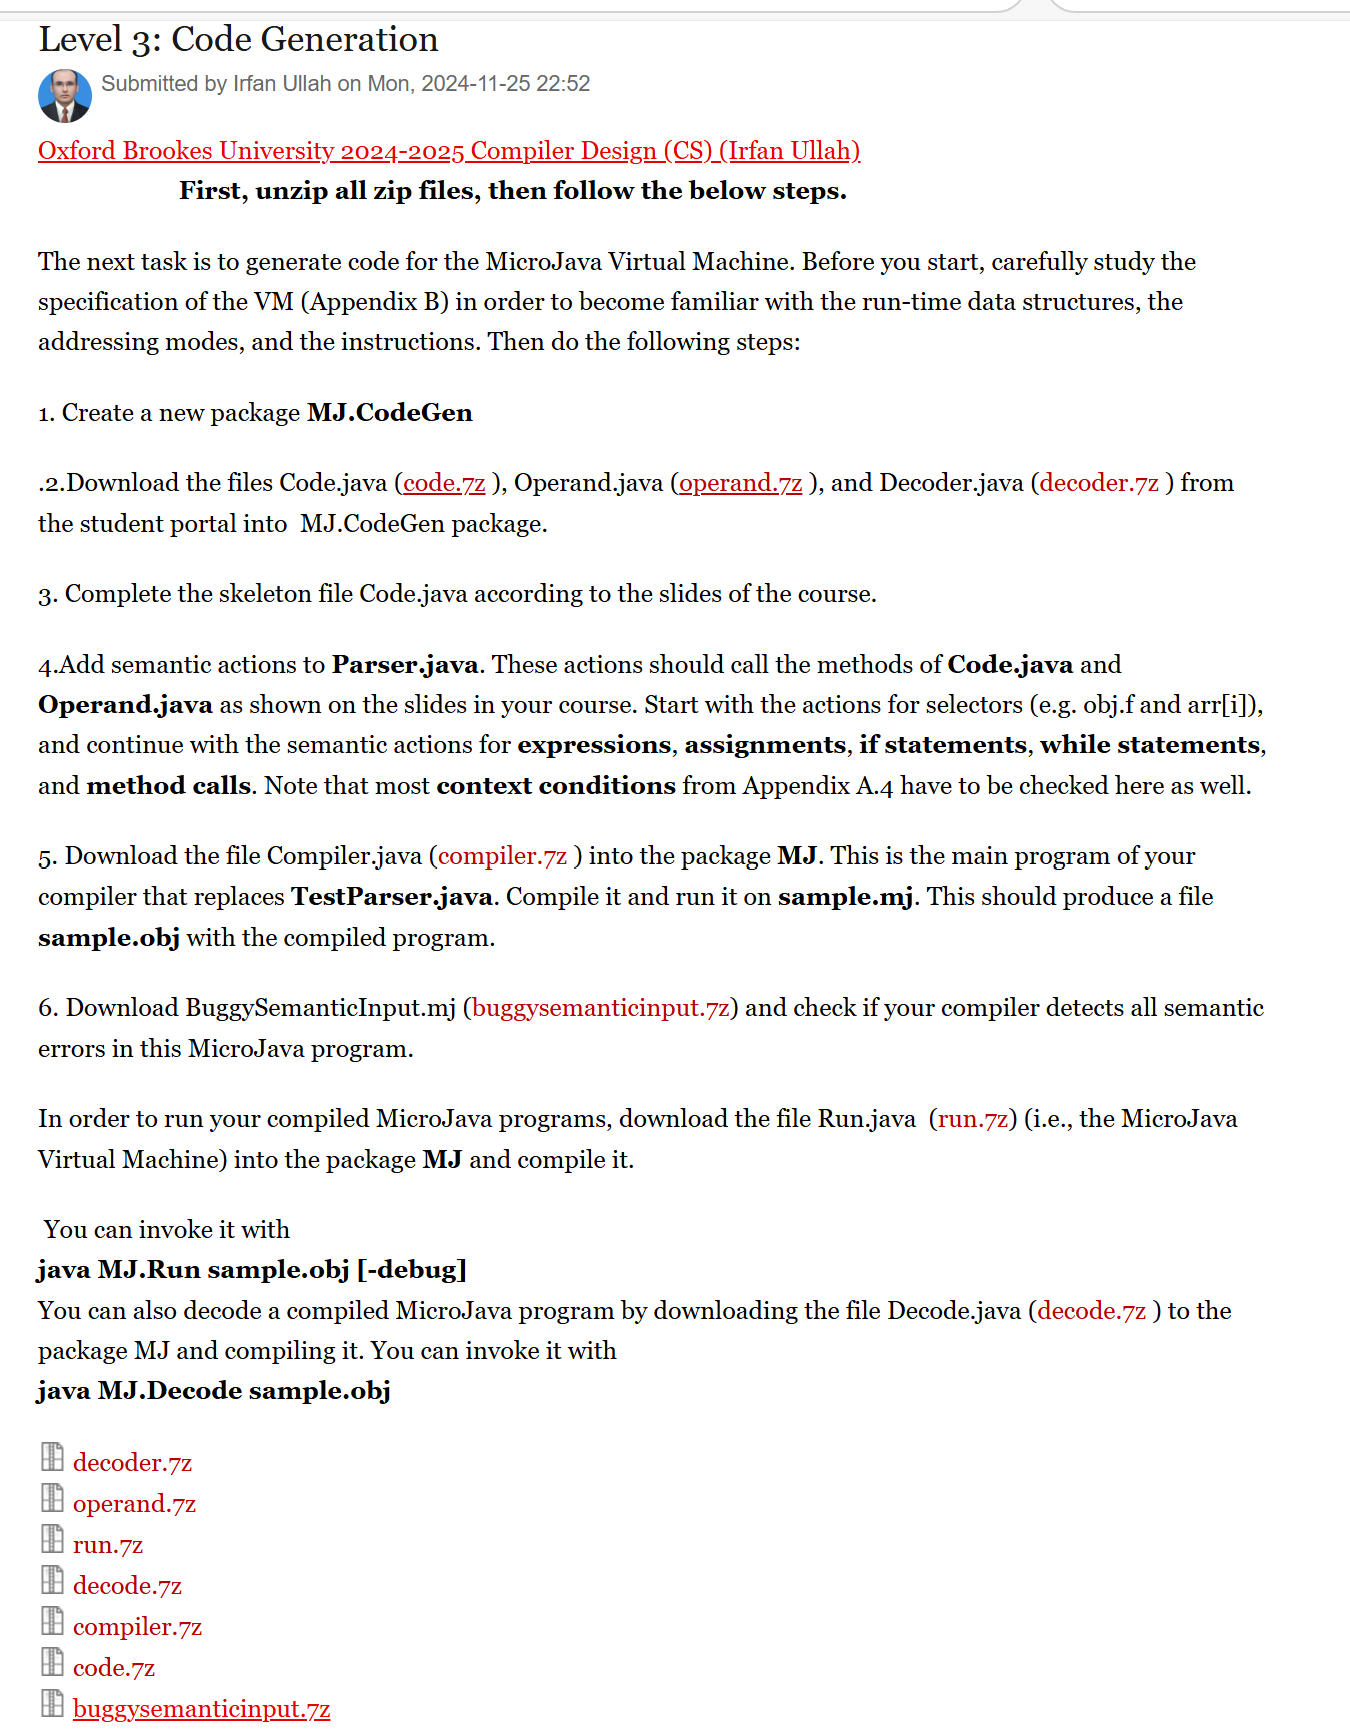 Level 3: Code Generation
Submitted by Irfan Ullah on Mon, 2024-11-25 22:52
Oxford Brookes University 2024-2025 Compiler Design (CS) (Irfan Ullah)
First, unzip all zip files, then follow the below steps.
The next task is to generate code for the MicroJava Virtual Machine. Before you start, carefully study the
specification of the VM (Appendix B) in order to become familiar with the run-time data structures, the
addressing modes, and the instructions. Then do the following steps:
1. Create a new package MJ.CodeGen
.2.Download the files Code.java (code.7z ), Operand.java (operand.7z ), and Decoder.java (decoder.7z ) from
the student portal into  MJ.CodeGen package.
3. Complete the skeleton file Code.java according to the slides of the course.
4.Add semantic actions to Parser.java. These actions should call the methods of Code.java and
Operand.java as shown on the slides in your course. Start with the actions for selectors (e.g. obj.f and arr[i]),
and continue with the semantic actions for expressions, assignments, if statements, while statements,
and method calls. Note that most context conditions from Appendix A.4 have to be checked here as well.
5. Download the file Compiler.java (compiler.7z ) into the package MJ. This is the main program of your
compiler that replaces TestParser.java. Compile it and run it on sample.mj. This should produce a file
sample.obj with the compiled program.
6. Download BuggySemanticInput.mj (buggysemanticinput.7z) and check if your compiler detects all semantic
errors in this MicroJava program.
In order to run your compiled MicroJava programs, download the file Run.java  (run.7z) (i.e., the MicroJava
Virtual Machine) into the package MJ and compile it.
You can invoke it with
java MJ.Run sample.obj [-debug]
You can also decode a compiled MicroJava program by downloading the file Decode.java (decode.7z ) to the
package MJ and compiling it. You can invoke it with
java MJ.Decode sample.obj
decoder.7z
operand.7z
run.7z
decode.7z
compiler.7z
code.7z
buggysemanticinput.7z